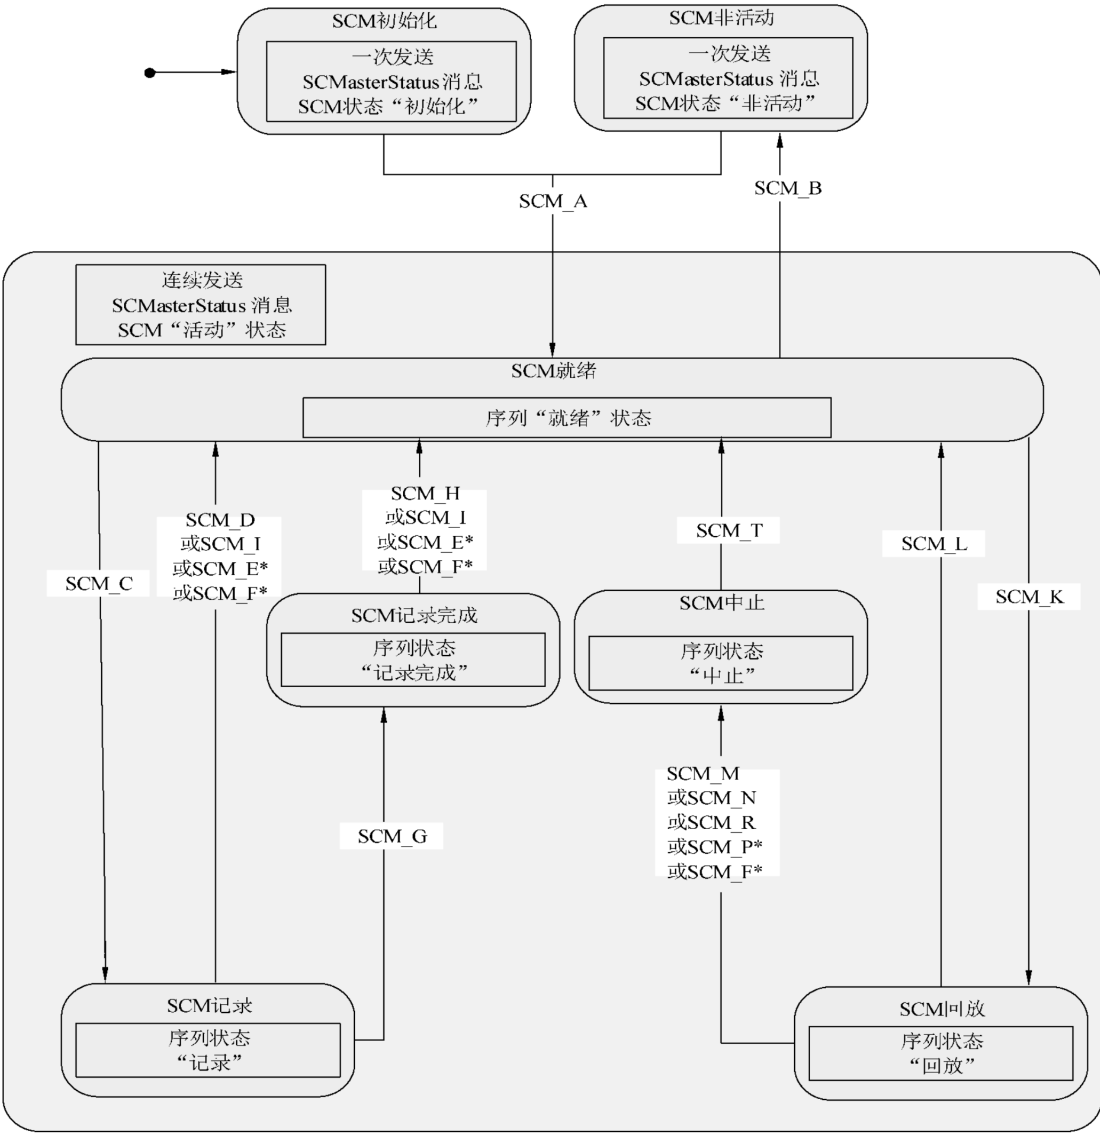 SCM初始化
一次发送
SCMasterStatus消息
SCM状态“初始化”
SCM非活动
一次发送
SCMasterStatus 消息
SCM状态“非活动”
SCM_A
SCM_B
连续发送
SCMasterStatus 消息
SCM“活动”状态
SCM就绪
序列“就绪”状态
SCM_C
SCM_D
或SCM_I
或SCM_E*
或SCM_F*
SCM_H
或SCM_I
或SCM_E*
或SCM_F*
SCM_T
SCM_L
SCM_K
SCM记录完成
序列状态
“记录完成”
SCM中止
序列状态
“中止”
SCM_G
SCM_M
或SCM_N
或SCM_R
或SCM_P*
或SCM_F*
SCM记录
序列状态
“记录”
SCM回放
序列状态
“回放”